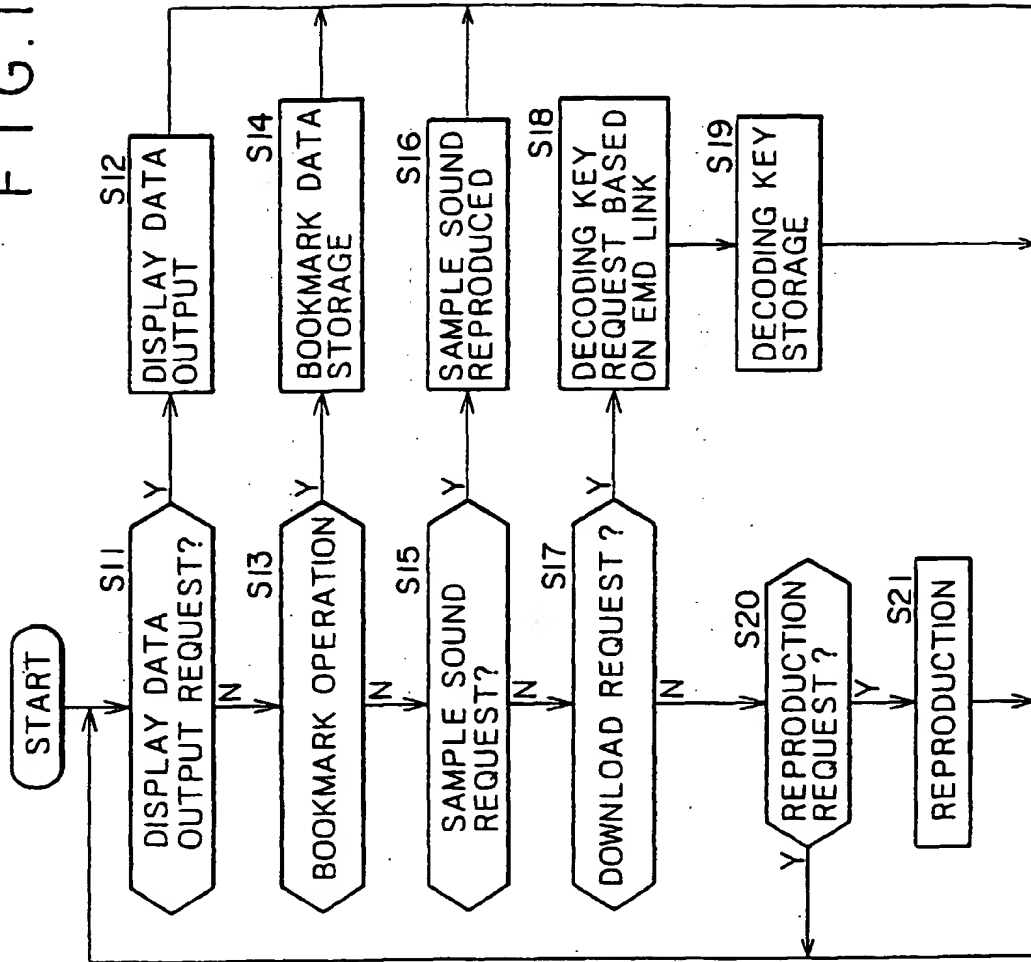 FIG.1
START
S11
DISPLAY DATA
OUTPUT REQUEST?
Y
N
S12
DISPLAY DATA
OUTPUT
S13
BOOKMARK OPERATION
Y
N
S14
BOOKMARK DATA
STORAGE
S15
SAMPLE SOUND
REQUEST?
Y
N
S16
SAMPLE SOUND
REPRODUCED
S17
DOWNLOAD REQUEST?
Y
N
S18
DECODING KEY
REQUEST BASED
ON EMD LINK
S19
DECODING KEY
STORAGE
S20
REPRODUCTION
REQUEST?
Y
Y
S21
REPRODUCTION